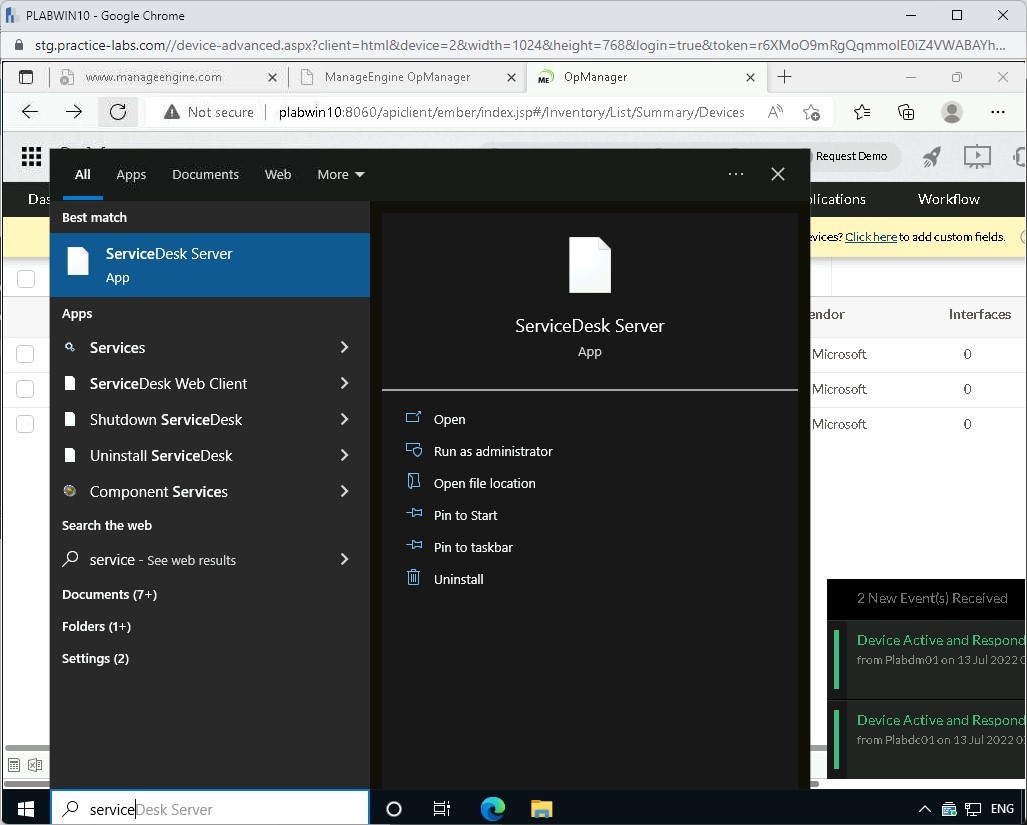 PLABWIN10 - Google Chrome
stg.practice-labs.com//device-advanced.aspx?client=html&device=2&width=1024&height=768&login=true&token=r6XMoO9mRgQqmmolE0iZ4VWABAYh...
www.manageengine.com
ManageEngine OpManager
ME OpManager
Not secure plabwin10:8060/apiclient/ember/index.jsp#/Inventory/List/Summary/Devices
Request Demo
All Apps Documents Web More
Das
lications Workflow
Best match
evices? Click here to add custom fields.
ServiceDesk Server
App
ServiceDesk Server
App
Apps
endor Interfaces
Services
Microsoft 0
ServiceDesk Web Client
Microsoft 0
Shutdown ServiceDesk
Open
Microsoft 0
Uninstall ServiceDesk
Run as administrator
Component Services
Open file location
Search the web
Pin to Start
service - See web results
Pin to taskbar
Documents (7+)
Uninstall
2 New Event(s) Received
Folders (1+)
Device Active and Respond
from Plabdm01 on 13 Jul 2022 0
Settings (2)
Device Active and Respond
from Plabdc01 on 13 Jul 2022 0
serviceDesk Server
ENG